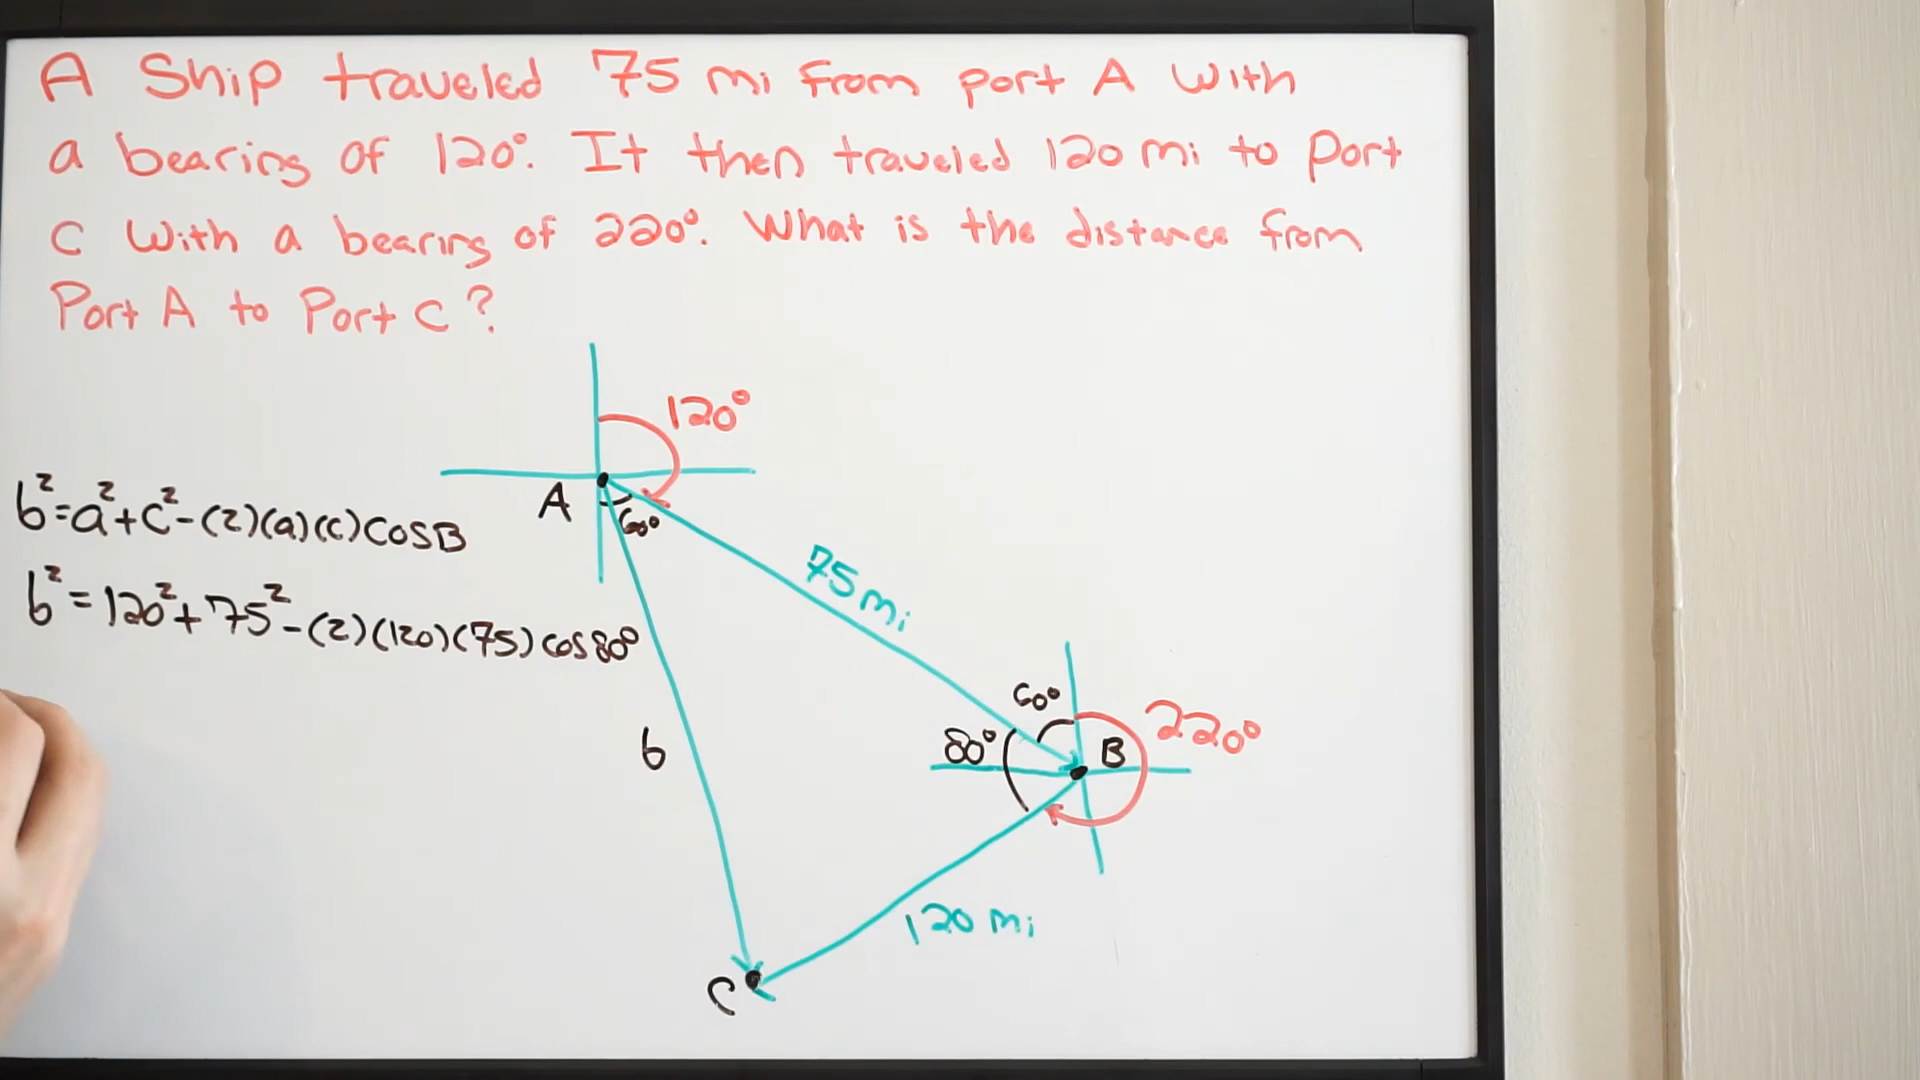 A Ship traveled 75 mi from port A with
a bearing of 120°. It then traveled 120 mi to Port
C with a bearing of 220°. What is the distance from
Port A to Port C?
120°
A
60°
b²=a²+c²-(2)(a)(c)cosB
b²=120²+75²-(2)(120)(75)cos80°
75 mi
60°
220°
80°
B
b
120 mi
C